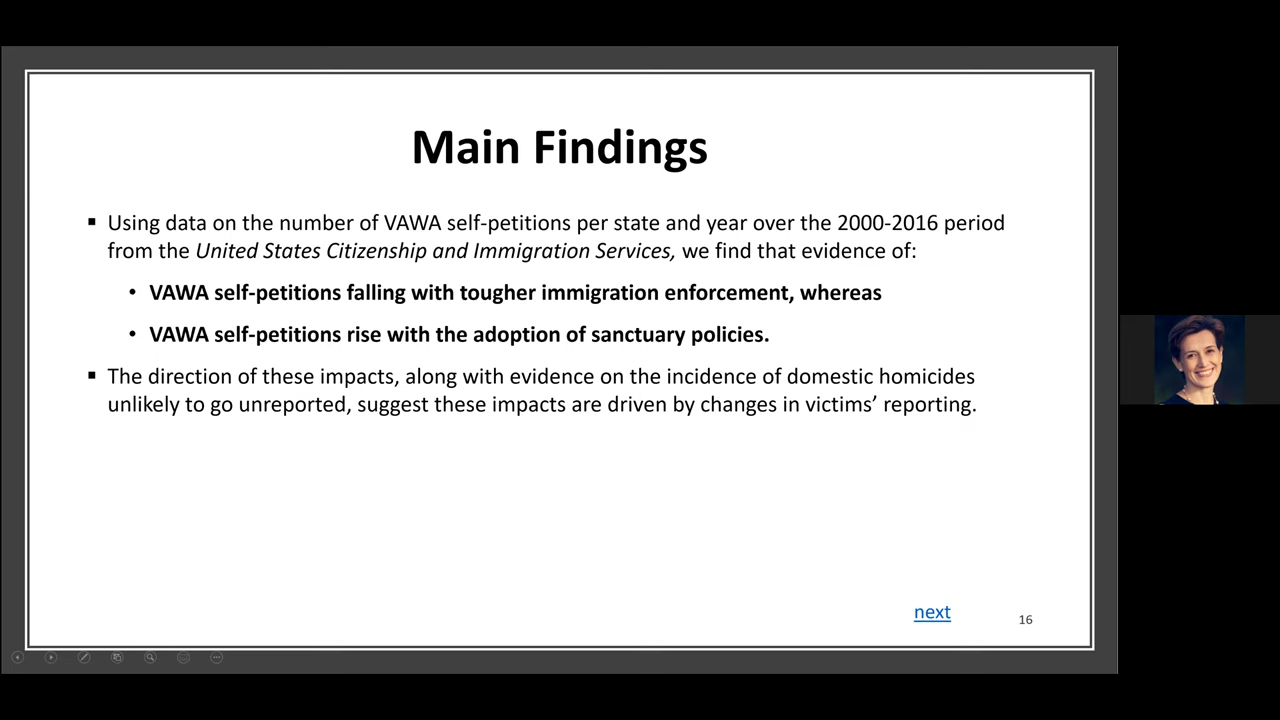 Main Findings
Using data on the number of VAWA self-petitions per state and year over the 2000-2016 period
from the United States Citizenship and Immigration Services, we find that evidence of:
VAWA self-petitions falling with tougher immigration enforcement, whereas
VAWA self-petitions rise with the adoption of sanctuary policies.
The direction of these impacts, along with evidence on the incidence of domestic homicides
unlikely to go unreported, suggest these impacts are driven by changes in victims’ reporting.
next
16